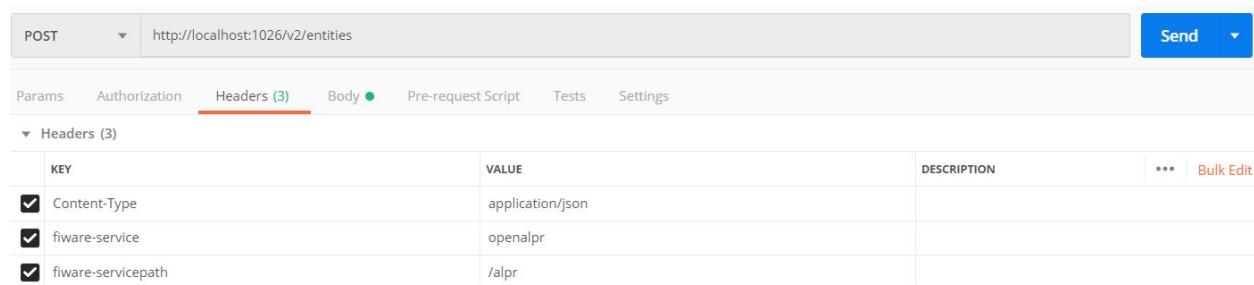 POST http://localhost:1026/v2/entities Send
Params Authorization Headers (3) Body Pre-request Script Tests Settings
Headers (3)
KEY VALUE DESCRIPTION ••• Bulk Edit
Content-Type application/json
fiware-service openalpr
fiware-servicepath /alpr